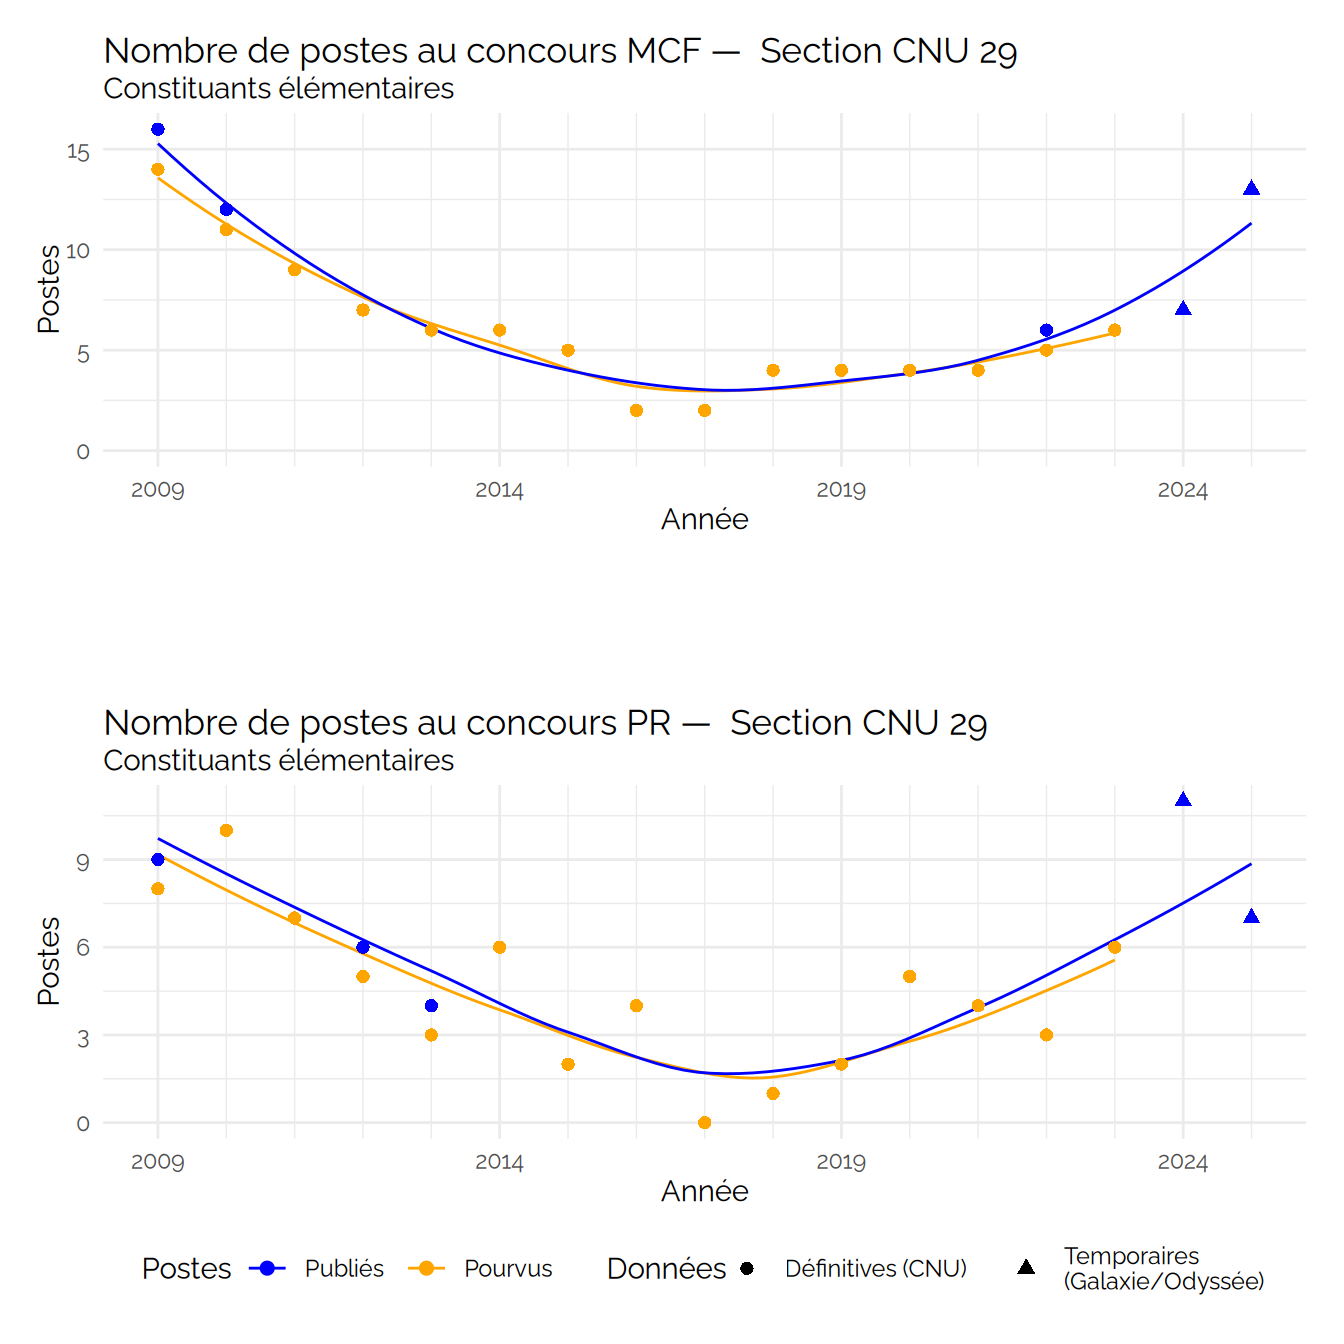 Nombre de postes au concours MCF — Section CNU 29
Constituants élémentaires
Postes
15
10
5
0
2009 2014 2019 2024
Année
Nombre de postes au concours PR — Section CNU 29
Constituants élémentaires
Postes
9
6
3
0
2009 2014 2019 2024
Année
Postes Publiés Pourvus Données Définitives (CNU) Temporaires
(Galaxie/Odyssée)